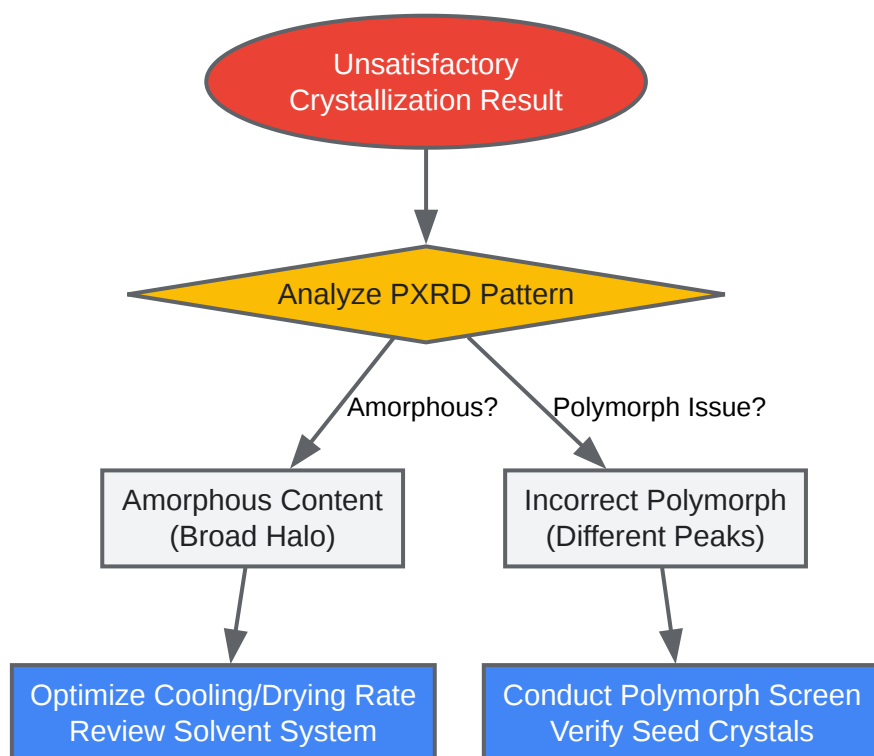 Unsatisfactory
Crystallization Result
Analyze PXRD Pattern
Amorphous?
Polymorph Issue?
Amorphous Content
(Broad Halo)
Incorrect Polymorph
(Different Peaks)
Optimize Cooling/Drying Rate
Review Solvent System
Conduct Polymorph Screen
Verify Seed Crystals